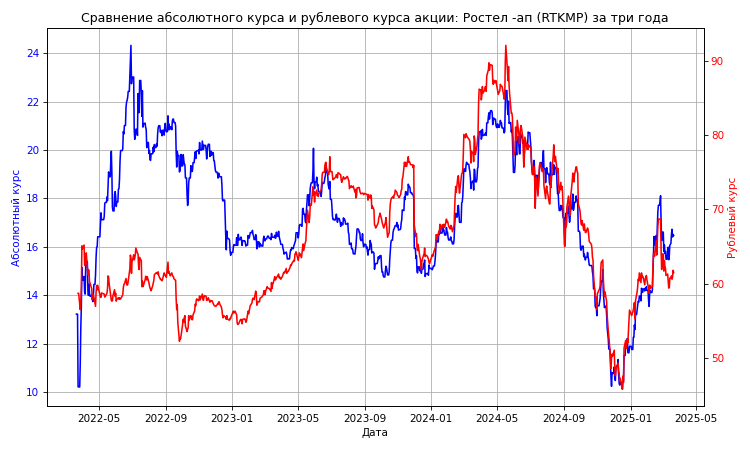 Сравнение абсолютного курса и рублевого курса акции: Ростел -ап (RTKMP) за три года
24
22
20
18
16
14
12
10
Абсолютный курс
90
80
70
60
50
Рублевый курс
2022-05 2022-09 2023-01 2023-05 2023-09 2024-01 2024-05 2024-09 2025-01 2025-05
Дата